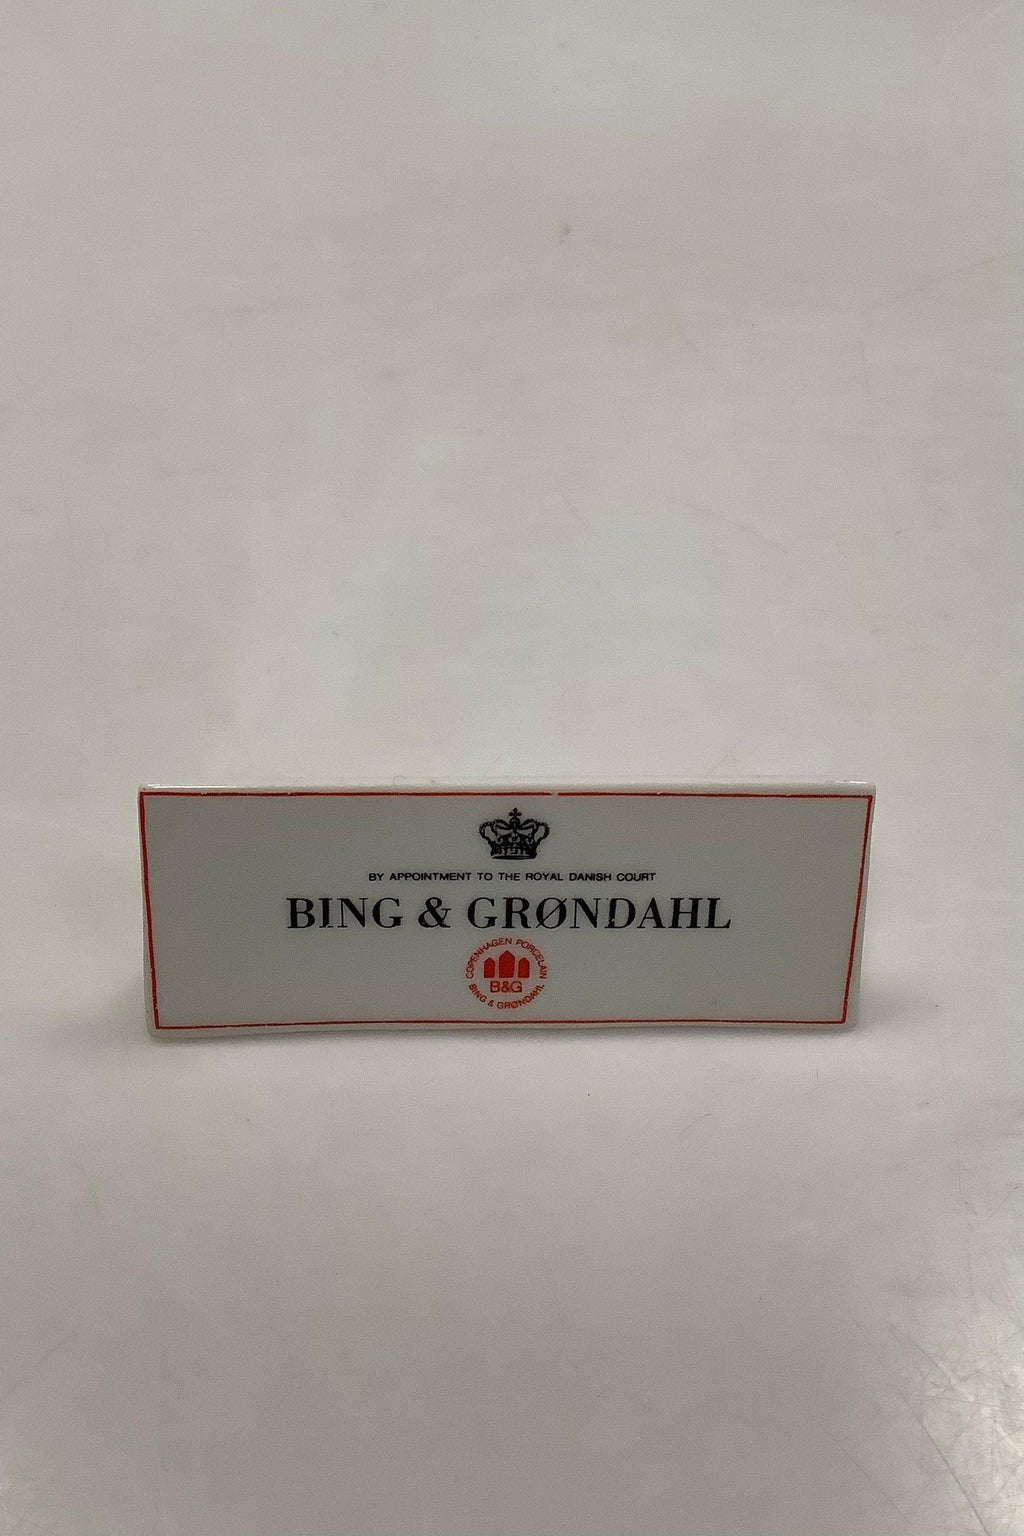 BY APPOINTMENT TO THE ROYAL DANISH COURT
BING & GRØNDAHL
COPENHAGEN PORCELAIN
B&G
BING & GRØNDAHL